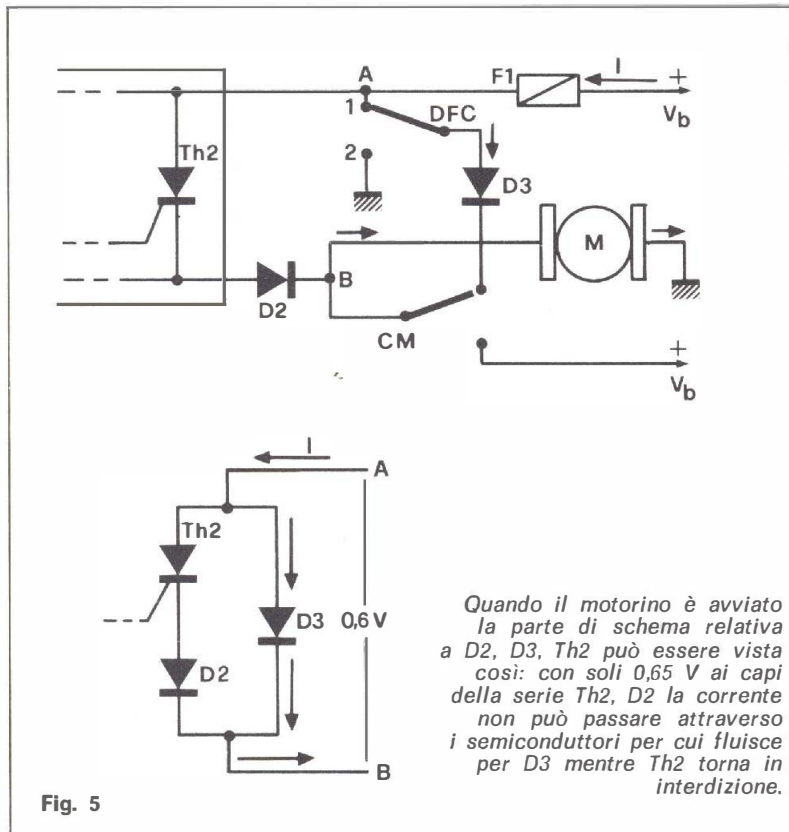 A
F1
I
+
1
DFC
Vb
Th2
2
D3
M
B
D2
CM
+
Vb
I
A
Th2
D3
0,6 V
D2
B
Quando il motorino è avviato
la parte di schema relativa
a D2, D3, Th2 può essere vista
così: con soli 0,65 V ai capi
della serie Th2, D2 la corrente
non può passare attraverso
i semiconduttori per cui fluisce
per D3 mentre Th2 torna in
interdizione.
Fig. 5